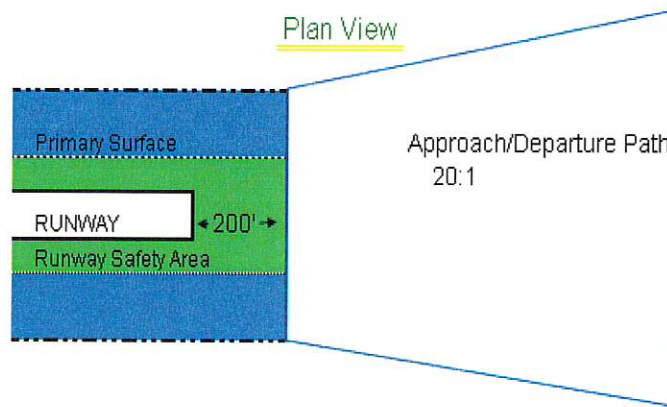 Plan View
Primary Surface
Approach/Departure Path
20:1
RUNWAY
200'
Runway Safety Area